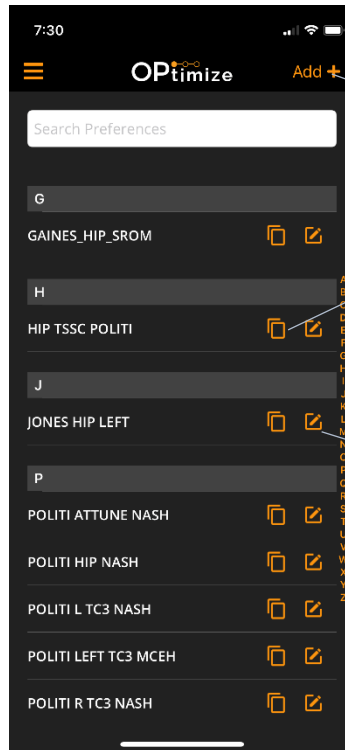 7:30
OPtimize
Add +
Search Preferences
G
GAINES_HIP_SROM
H
HIP TSSC POLITI
J
JONES HIP LEFT
P
POLITI ATTUNE NASH
POLITI HIP NASH
POLITI L TC3 NASH
POLITI LEFT TC3 MCEH
POLITI R TC3 NASH
A
B
C
D
E
F
G
H
I
J
K
L
M
N
O
P
Q
R
S
T
U
V
W
X
Y
Z